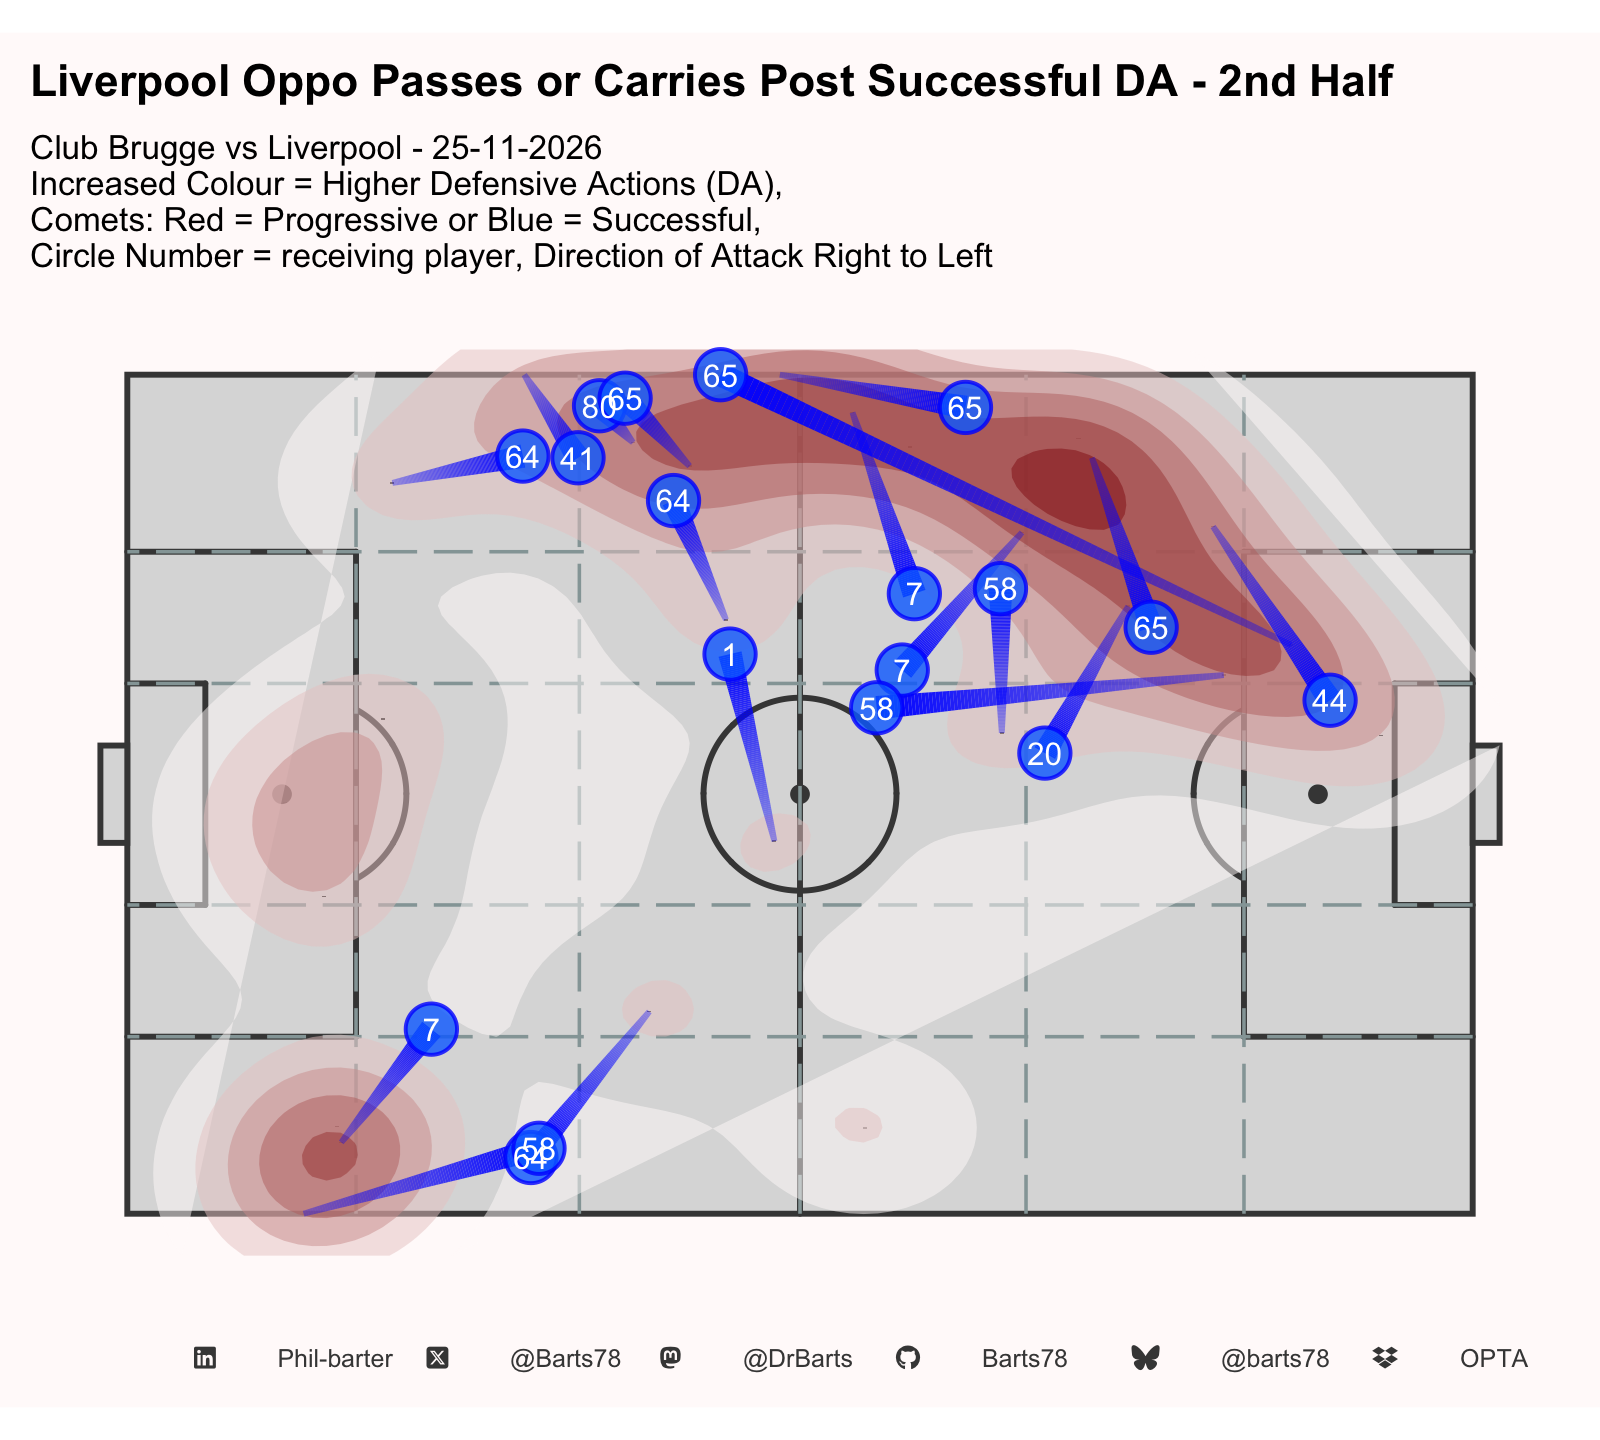 Liverpool Oppo Passes or Carries Post Successful DA - 2nd Half
Club Brugge vs Liverpool - 25-11-2026
Increased Colour = Higher Defensive Actions (DA),
Comets: Red = Progressive or Blue = Successful,
Circle Number = receiving player, Direction of Attack Right to Left
65
80
65
65
64
41
64
7
58
65
1
7
58
44
20
7
58
64
Phil-barter
@Barts78
@DrBarts
Barts78
@barts78
OPTA